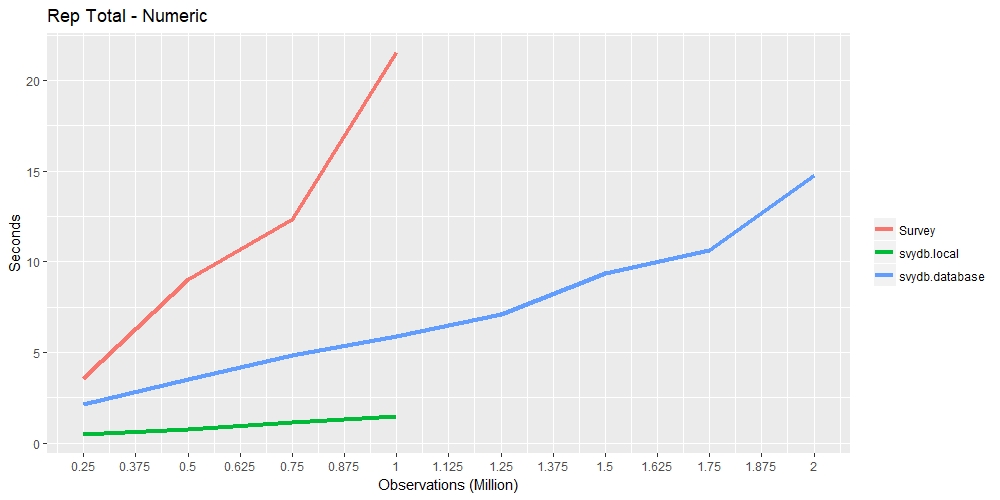 Rep Total - Numeric
20
15
10
5
0
Seconds
0.25 0.375 0.5 0.625 0.75 0.875 1 1.125 1.25 1.375 1.5 1.625 1.75 1.875 2
Observations (Million)
Survey
svydb.local
svydb.database